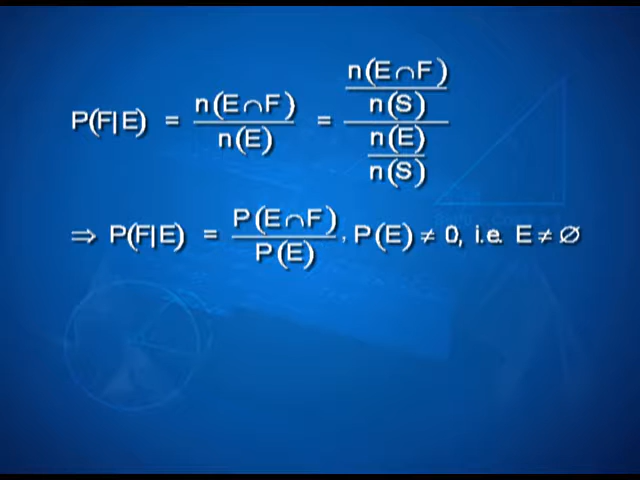 P(F|E) = n(E∩F)/n(E) = (n(E∩F)/n(S))/(n(E)/n(S))
⇒ P(F|E) = P(E∩F)/P(E), P(E) ≠ 0, i.e. E ≠ ∅